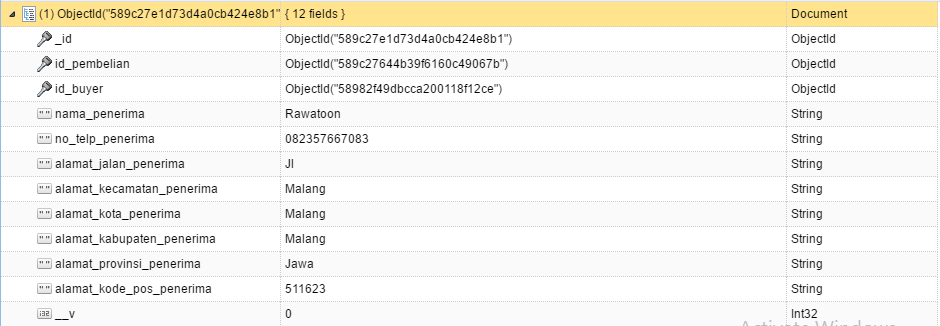 (1) ObjectId("589c27e1d73d4a0cb424e8b1" { 12 fields } Document
_id ObjectId("589c27e1d73d4a0cb424e8b1") ObjectId
id_pembelian ObjectId("589c27644b39f6160c49067b") ObjectId
id_buyer ObjectId("58982f49dbcca200118f12ce") ObjectId
nama_penerima Rawatoon String
no_telp_penerima 082357667083 String
alamat_jalan_penerima Jl String
alamat_kecamatan_penerima Malang String
alamat_kota_penerima Malang String
alamat_kabupaten_penerima Malang String
alamat_provinsi_penerima Jawa String
alamat_kode_pos_penerima 511623 String
__v 0 Int32
Activate Windows